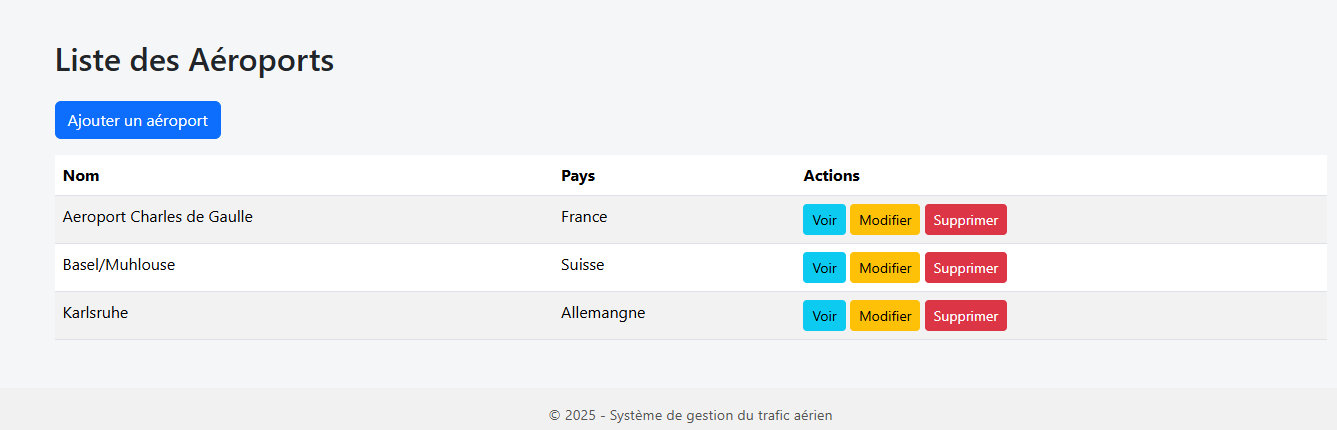 Liste des Aéroports
Ajouter un aéroport
Nom Pays Actions
Aeroport Charles de Gaulle France Voir Modifier Supprimer
Basel/Muhlouse Suisse Voir Modifier Supprimer
Karlsruhe Allemangne Voir Modifier Supprimer
© 2025 - Système de gestion du trafic aérien